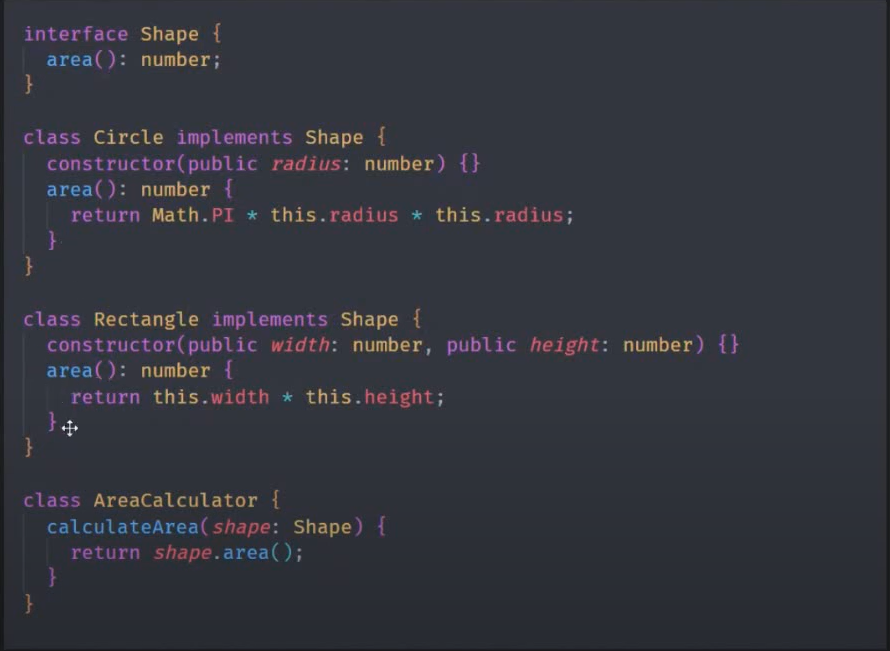 interface Shape {
  area(): number;
}
class Circle implements Shape {
  constructor(public radius: number) {}
  area(): number {
    return Math.PI * this.radius * this.radius;
  }
}
class Rectangle implements Shape {
  constructor(public width: number, public height: number) {}
  area(): number {
    return this.width * this.height;
  }
}
class AreaCalculator {
  calculateArea(shape: Shape) {
    return shape.area();
  }
}